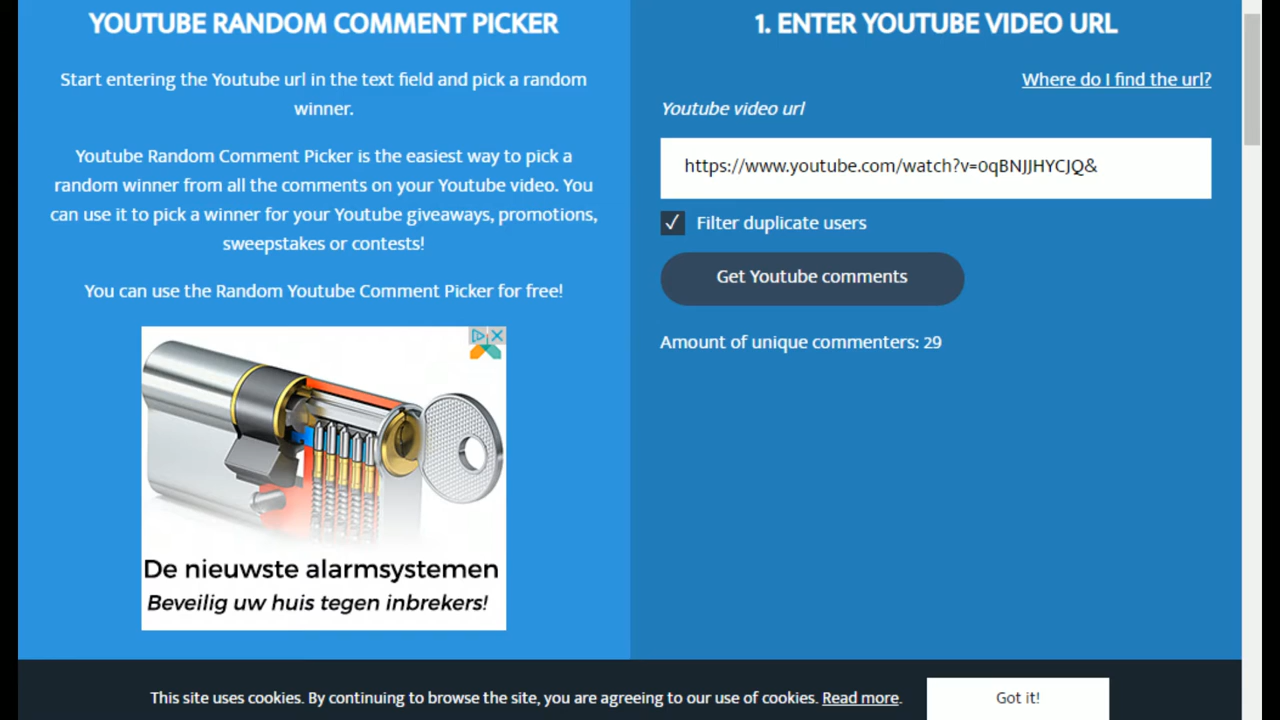 YOUTUBE RANDOM COMMENT PICKER
Start entering the Youtube url in the text field and pick a random
winner.
Youtube Random Comment Picker is the easiest way to pick a
random winner from all the comments on your Youtube video. You
can use it to pick a winner for your Youtube giveaways, promotions,
sweepstakes or contests!
You can use the Random Youtube Comment Picker for free!
De nieuwste alarmsystemen
Beveilig uw huis tegen inbrekers!
1. ENTER YOUTUBE VIDEO URL
Where do I find the url?
Youtube video url
https://www.youtube.com/watch?v=0qBNJJHYCJQ&
Filter duplicate users
Get Youtube comments
Amount of unique commenters: 29
This site uses cookies. By continuing to browse the site, you are agreeing to our use of cookies. Read more.
Got it!